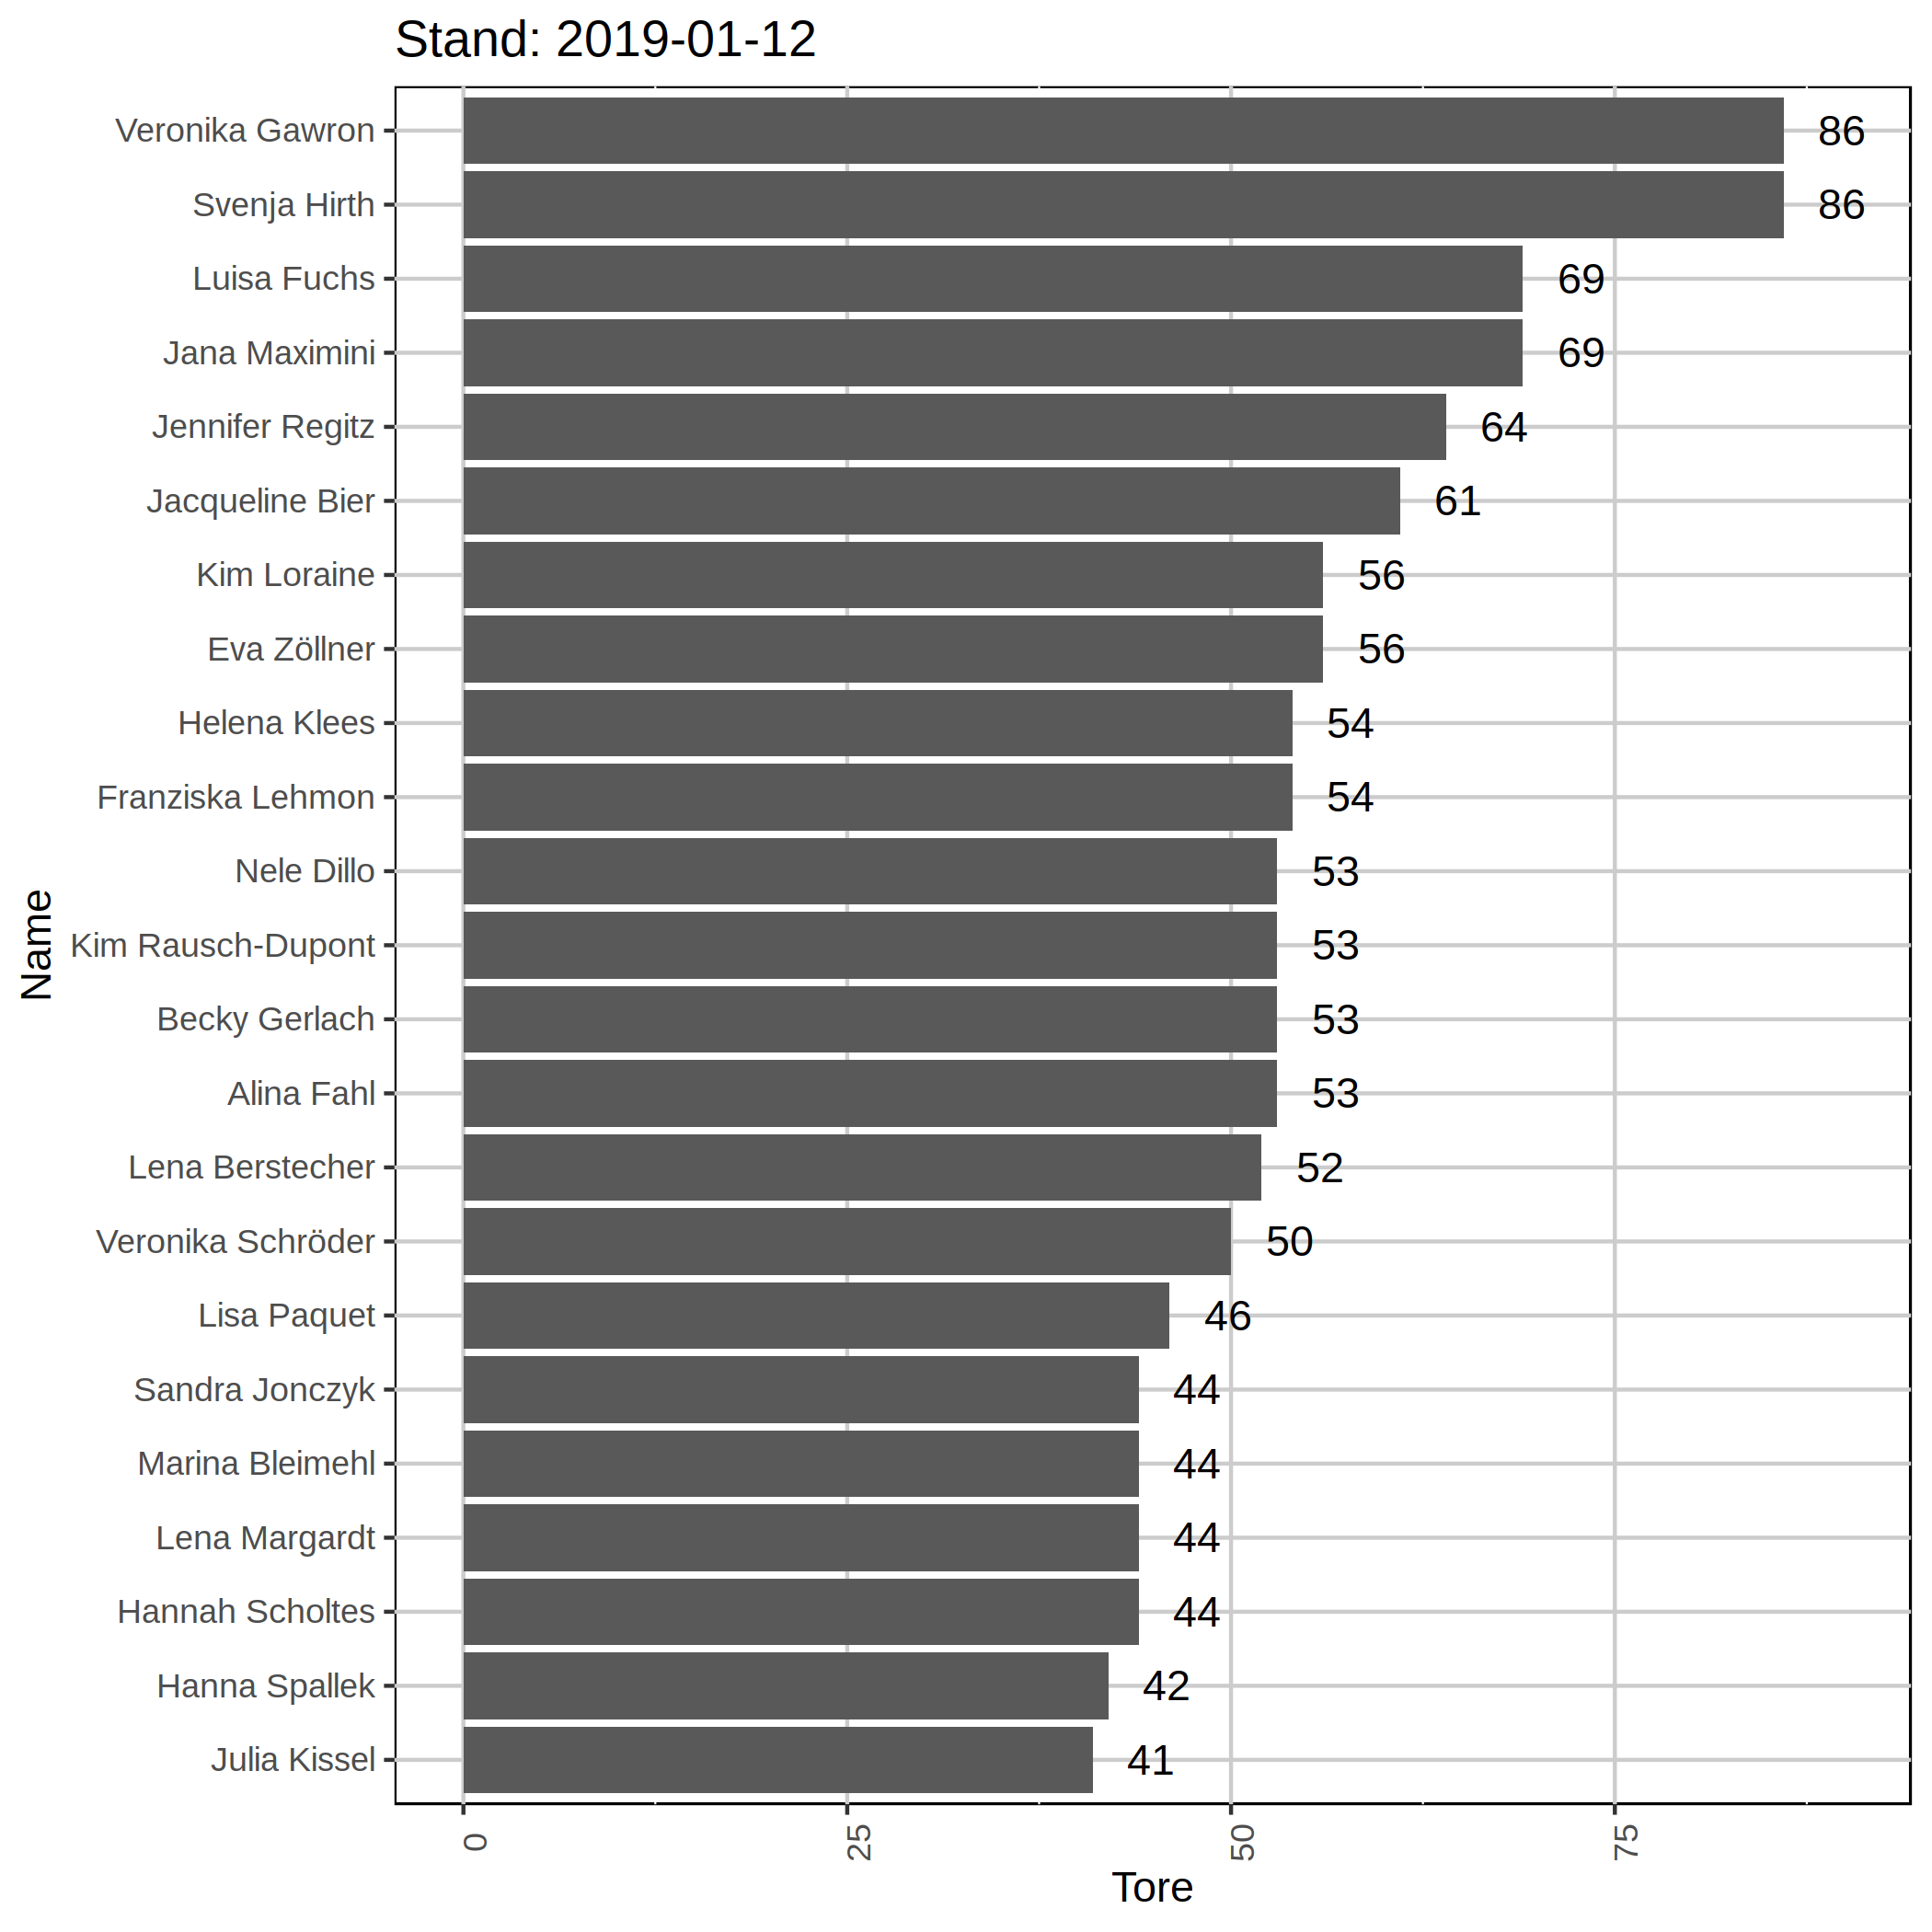 Stand: 2019-01-12
Veronika Gawron 86
Svenja Hirth 86
Luisa Fuchs 69
Jana Maximini 69
Jennifer Regitz 64
Jacqueline Bier 61
Kim Loraine 56
Eva Zöllner 56
Helena Klees 54
Franziska Lehmon 54
Nele Dillo 53
Kim Rausch-Dupont 53
Becky Gerlach 53
Alina Fahl 53
Lena Berstecher 52
Veronika Schröder 50
Lisa Paquet 46
Sandra Jonczyk 44
Marina Bleimehl 44
Lena Margardt 44
Hannah Scholtes 44
Hanna Spallek 42
Julia Kissel 41
Name
0 25 50 75
Tore